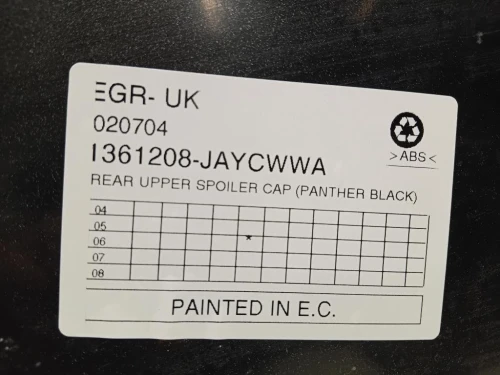 EGR- UK
020704
1361208-JAYCWWA
>ABS<
REAR UPPER SPOILER CAP (PANTHER BLACK)
04
05
06
*
07
08
PAINTED IN E.C.